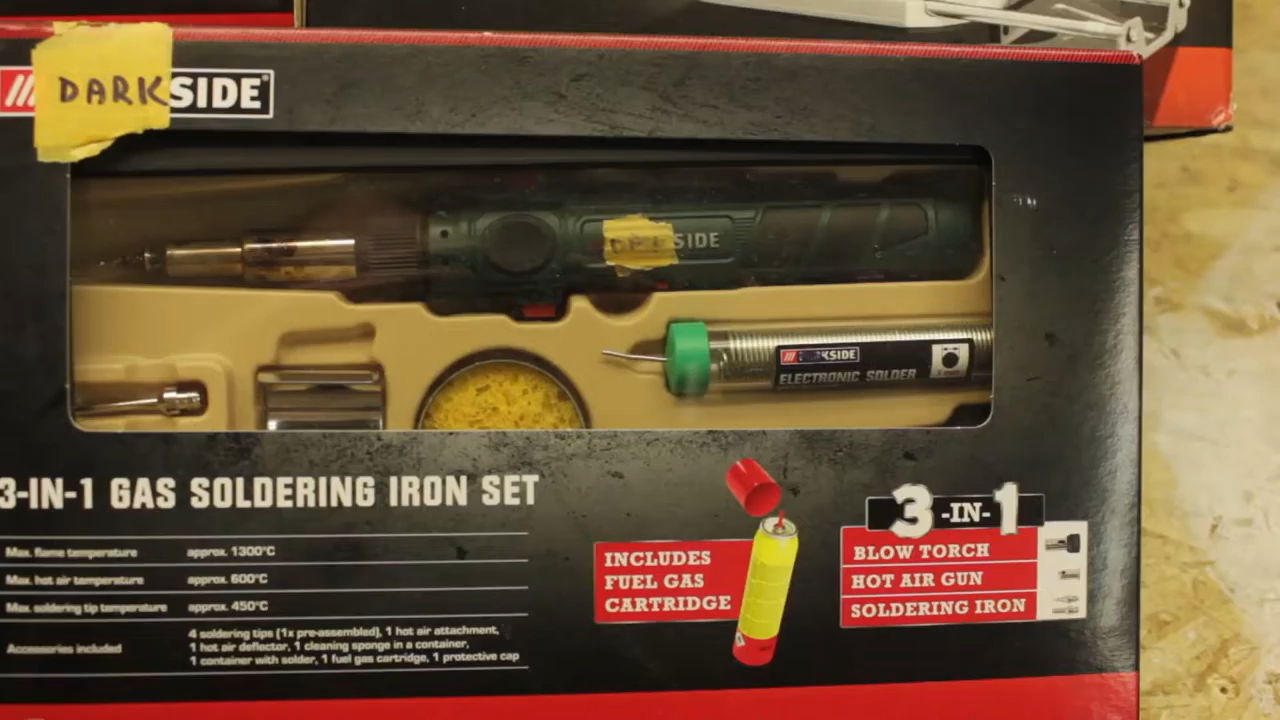 DARKSIDE®
SIDE
KSIDE
ELECTRONIC SOLDER
3-IN-1 GAS SOLDERING IRON SET
Max. flame temperature approx. 1300°C
Max. hot air temperature approx. 600°C
Max. soldering tip temperature approx. 450°C
Accessories included 4 soldering tips (1x pre-assembled), 1 hot air attachment,
1 hot air deflector, 1 cleaning sponge in a container,
1 container with solder, 1 fuel gas cartridge, 1 protective cap
INCLUDES
FUEL GAS
CARTRIDGE
3-IN-1
BLOW TORCH
HOT AIR GUN
SOLDERING IRON